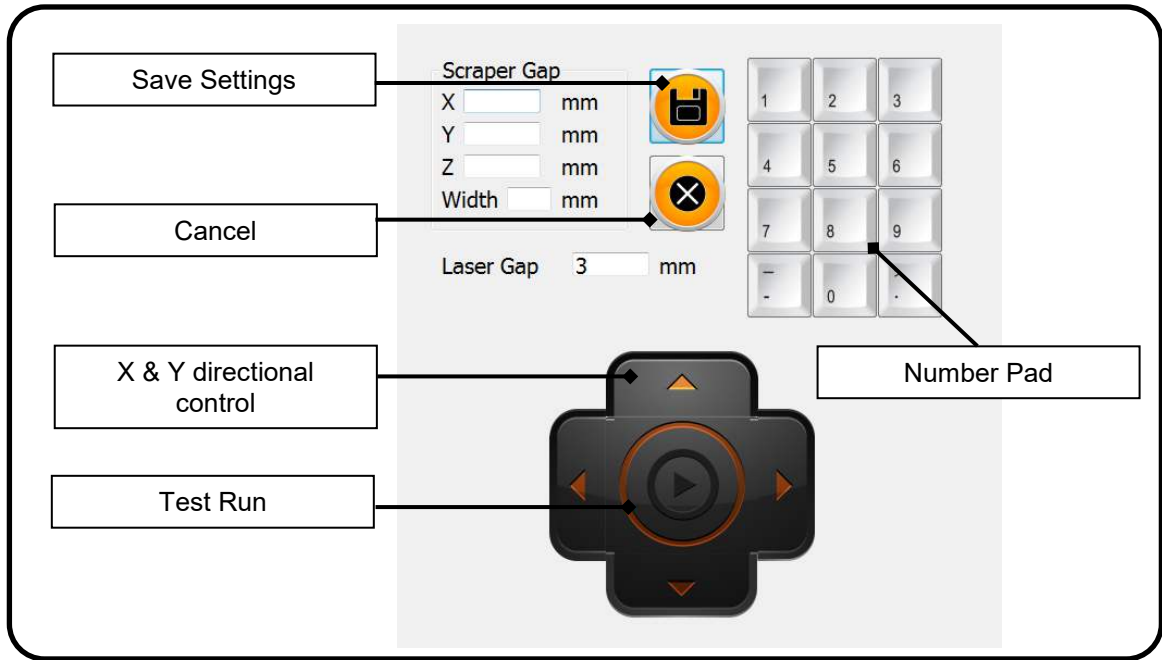 Save Settings
Cancel
X & Y directional
control
Test Run
Scraper Gap
X mm
Y mm
Z mm
Width mm
Laser Gap 3 mm
1 2 3
4 5 6
7 8 9
- 0 .
Number Pad